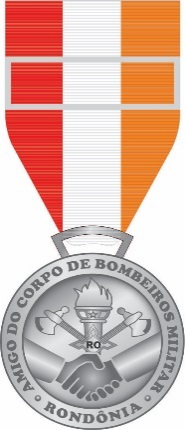 AMIGO DO CORPO DE BOMBEIROS MILITAR
RO
• RONDÔNIA •